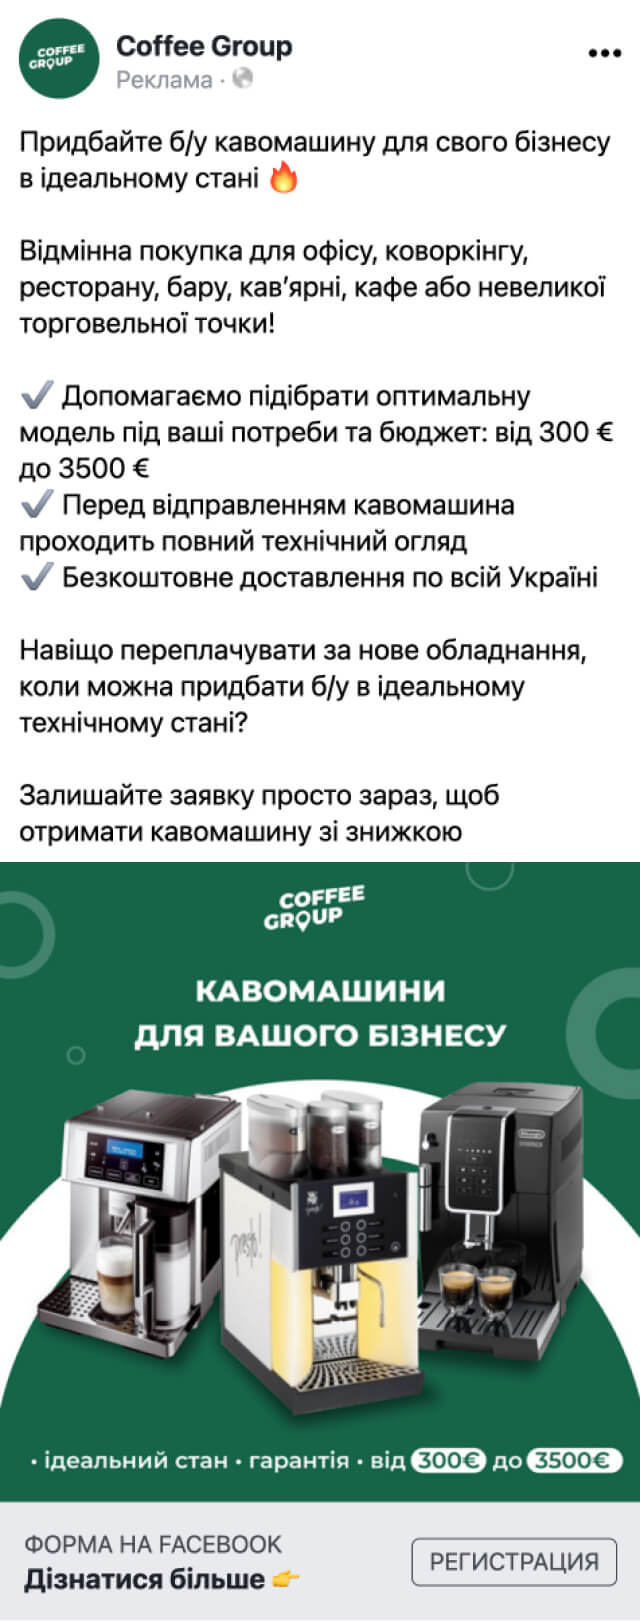 COFFEE
GROUP
Coffee Group
Реклама ·
Придбайте б/у кавомашину для свого бізнесу
в ідеальному стані 🔥
Відмінна покупка для офісу, коворкінгу,
ресторану, бару, кав’ярні, кафе або невеликої
торговельної точки!
✔️ Допомагаємо підібрати оптимальну
модель під ваші потреби та бюджет: від 300 €
до 3500 €
✔️ Перед відправленням кавомашина
проходить повний технічний огляд
✔️ Безкоштовне доставлення по всій Україні
Навіщо переплачувати за нове обладнання,
коли можна придбати б/у в ідеальному
технічному стані?
Залишайте заявку просто зараз, щоб
отримати кавомашину зі знижкою
COFFEE
GROUP
КАВОМАШИНИ
ДЛЯ ВАШОГО БІЗНЕСУ
WMF
presto!
presto!
DeLonghi
• ідеальний стан • гарантія • від 300€ до 3500€
ФОРМА НА FACEBOOK
Дізнатися більше 👉
РЕГИСТРАЦИЯ